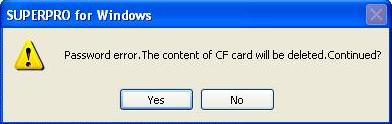 SUPERPRO for Windows
Password error.The content of CF card will be deleted.Continued?
Yes
No